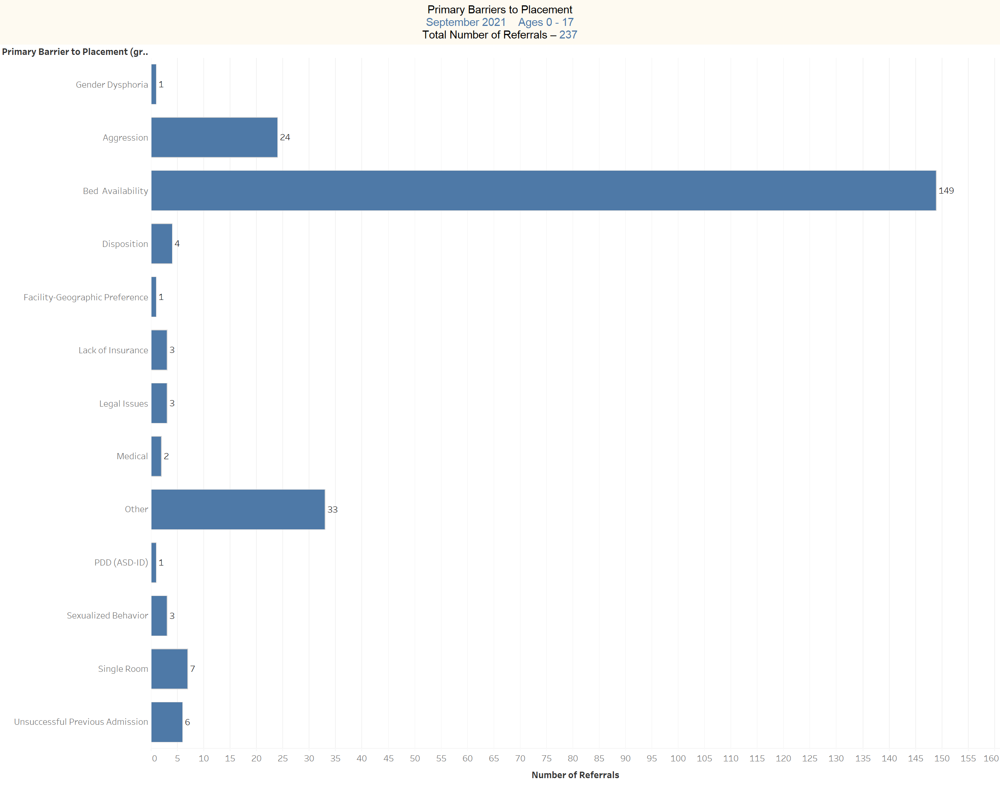 Primary Barriers to Placement
September 2021    Ages 0 - 17
Total Number of Referrals – 237
Primary Barrier to Placement (gr..
Gender Dysphoria 1
Aggression 24
Bed  Availability 149
Disposition 4
Facility-Geographic Preference 1
Lack of Insurance 3
Legal Issues 3
Medical 2
Other 33
PDD (ASD-ID) 1
Sexualized Behavior 3
Single Room 7
Unsuccessful Previous Admission 6
0 5 10 15 20 25 30 35 40 45 50 55 60 65 70 75 80 85 90 95 100 105 110 115 120 125 130 135 140 145 150 155 160
Number of Referrals